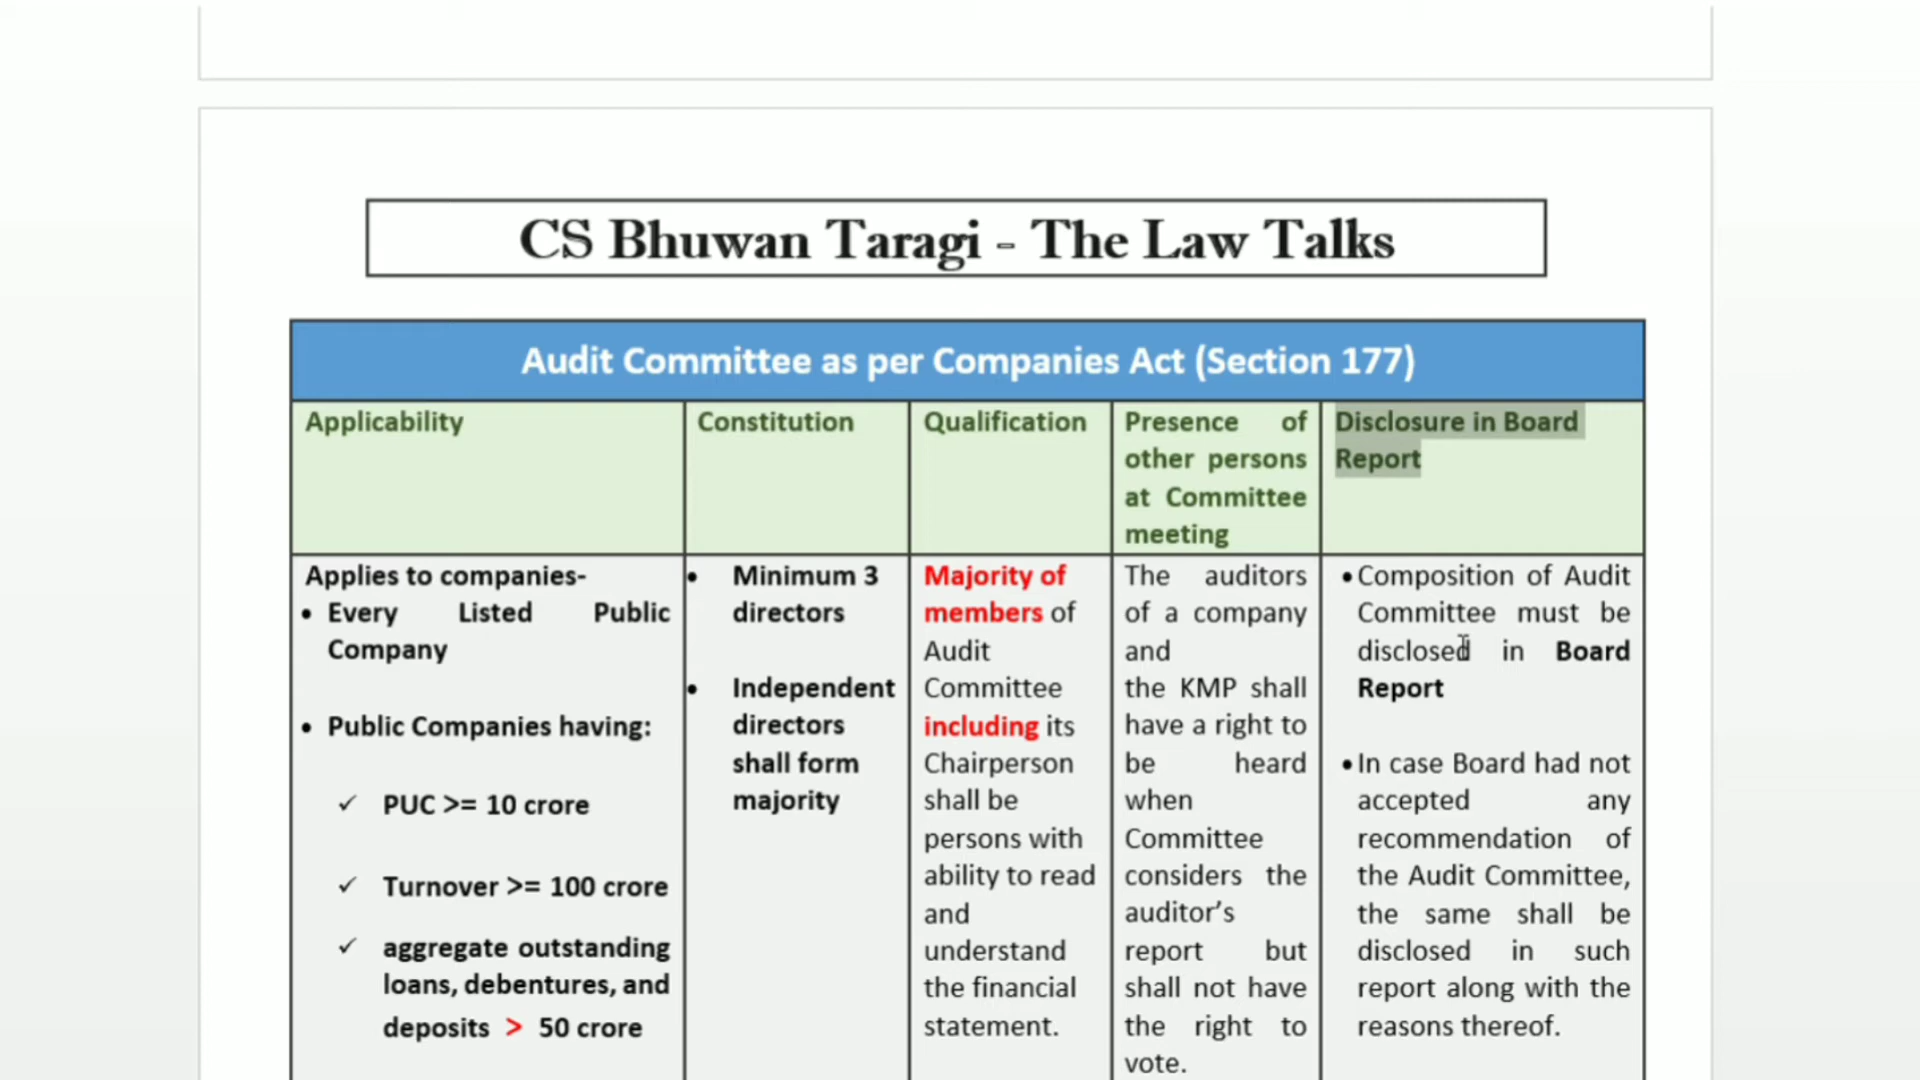 CS Bhuwan Taragi - The Law Talks
Audit Committee as per Companies Act (Section 177)
Applicability
Constitution
Qualification
Presence of
other persons
at Committee
meeting
Disclosure in Board
Report
Applies to companies-
• Every Listed Public
Company
• Public Companies having:
✓ PUC >= 10 crore
✓ Turnover >= 100 crore
✓ aggregate outstanding
loans, debentures, and
deposits > 50 crore
• Minimum 3
directors
• Independent
directors
shall form
majority
Majority of
members of
Audit
Committee
including its
Chairperson
shall be
persons with
ability to read
and
understand
the financial
statement.
The auditors
of a company
and
the KMP shall
have a right to
be heard
when
Committee
considers the
auditor's
report but
shall not have
the right to
vote.
• Composition of Audit
Committee must be
disclosed in Board
Report
• In case Board had not
accepted any
recommendation of
the Audit Committee,
the same shall be
disclosed in such
report along with the
reasons thereof.